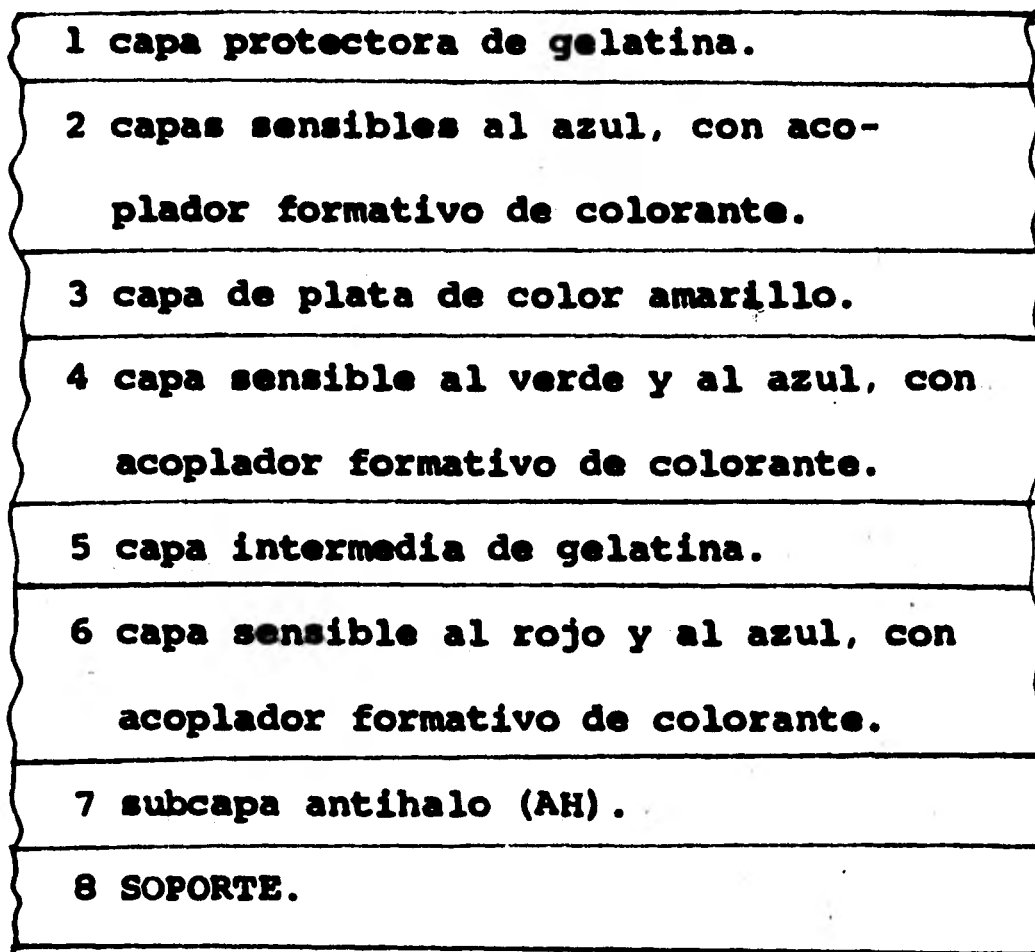 1 capa protectora de gelatina.
2 capas sensibles al azul, con aco-
plador formativo de colorante.
3 capa de plata de color amarillo.
4 capa sensible al verde y al azul, con
acoplador formativo de colorante.
5 capa intermedia de gelatina.
6 capa sensible al rojo y al azul, con
acoplador formativo de colorante.
7 subcapa antihalo (AH).
8 SOPORTE.